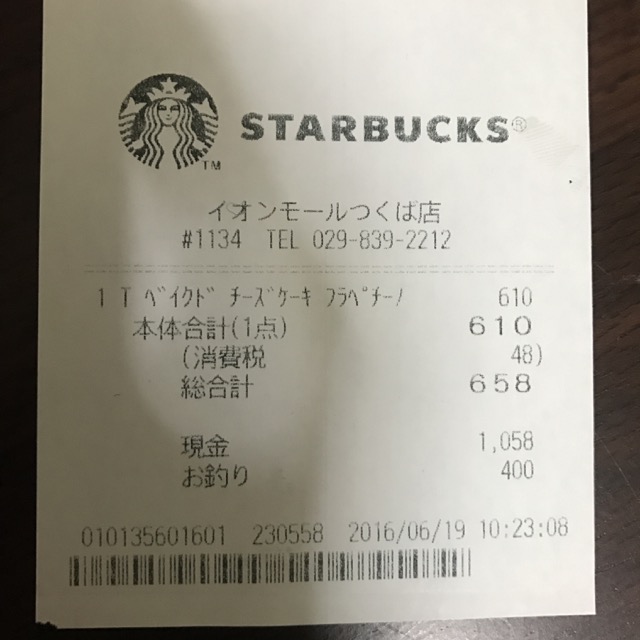 STARBUCKS®
TM
イオンモールつくば店
#1134 TEL 029-839-2212
1 T ﾍﾞｲｸﾄﾞ ﾁｰｽﾞｹｰｷ ﾌﾗﾍﾟﾁｰﾉ 610
本体合計(1点) 610
(消費税 48)
総合計 658
現金 1,058
お釣り 400
010135601601 230558 2016/06/19 10:23:08